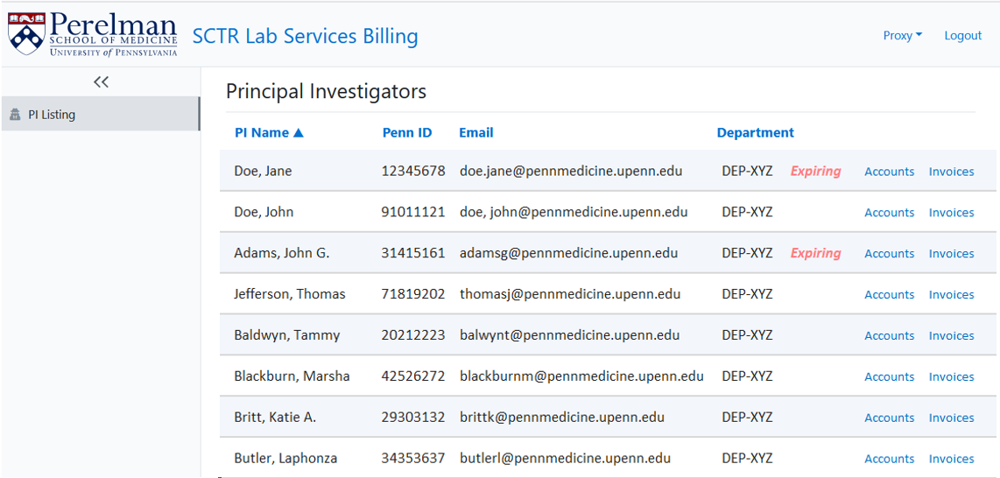 Perelman
SCHOOL OF MEDICINE
UNIVERSITY of PENNSYLVANIA
SCTR Lab Services Billing
Proxy
Logout
PI Listing
Principal Investigators
PI Name ▲ Penn ID Email Department
Doe, Jane 12345678 doe.jane@pennmedicine.upenn.edu DEP-XYZ Expiring Accounts Invoices
Doe, John 91011121 doe, john@pennmedicine.upenn.edu DEP-XYZ Accounts Invoices
Adams, John G. 31415161 adamsg@pennmedicine.upenn.edu DEP-XYZ Expiring Accounts Invoices
Jefferson, Thomas 71819202 thomasj@pennmedicine.upenn.edu DEP-XYZ Accounts Invoices
Baldwyn, Tammy 20212223 balwynt@pennmedicine.upenn.edu DEP-XYZ Accounts Invoices
Blackburn, Marsha 42526272 blackburnm@pennmedicine.upenn.edu DEP-XYZ Accounts Invoices
Britt, Katie A. 29303132 brittk@pennmedicine.upenn.edu DEP-XYZ Accounts Invoices
Butler, Laphonza 34353637 butlerl@pennmedicine.upenn.edu DEP-XYZ Accounts Invoices